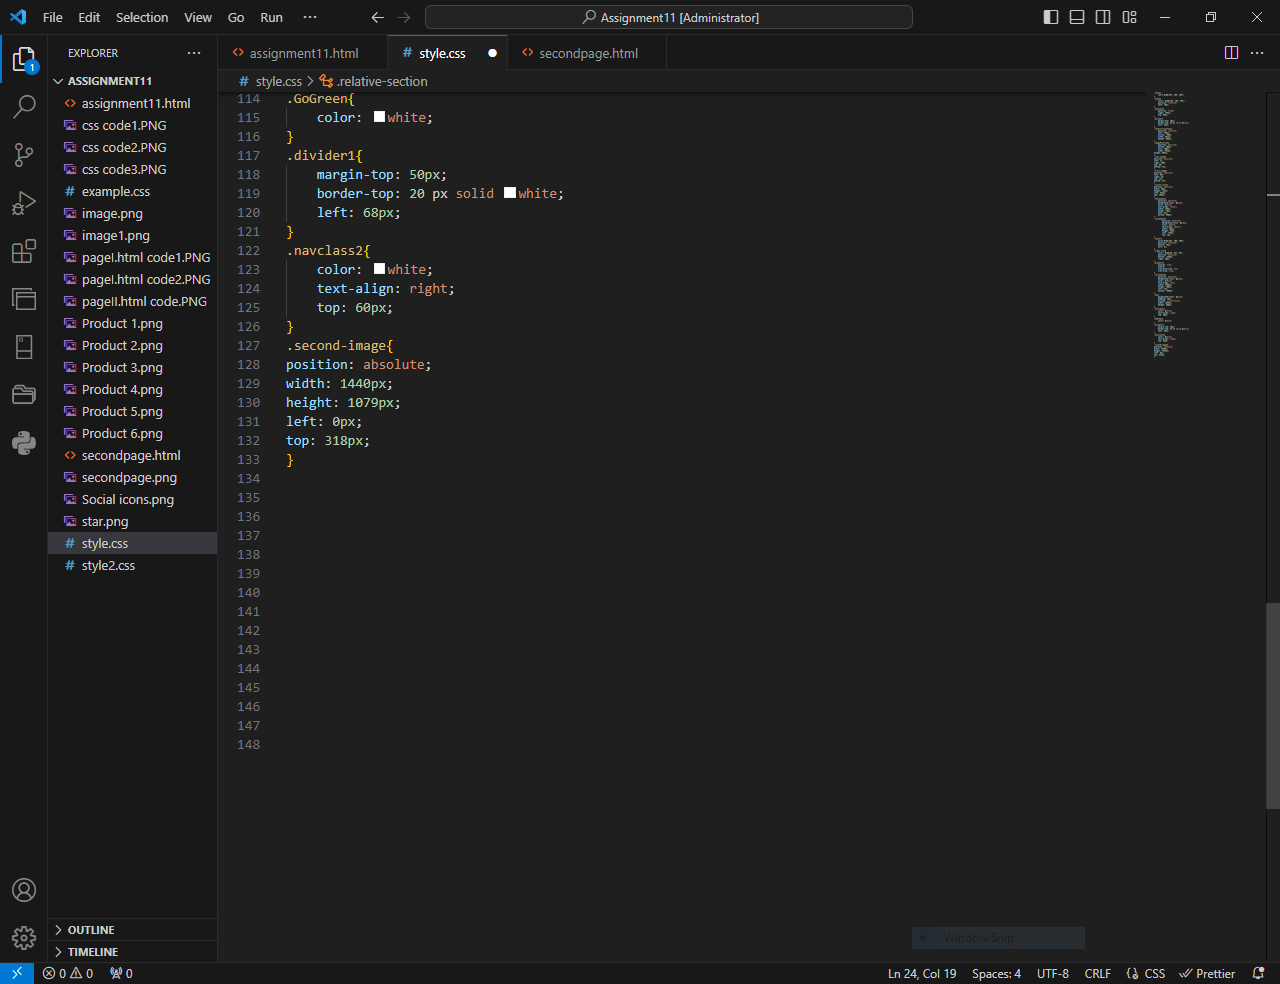 File Edit Selection View Go Run ··· Assignment11 [Administrator]
EXPLORER ···
assignment11.html style.css secondpage.html
style.css > .relative-section
ASSIGNMENT11
assignment11.html
css code1.PNG
css code2.PNG
css code3.PNG
example.css
image.png
image1.png
pageI.html code1.PNG
pageI.html code2.PNG
pageII.html code.PNG
Product 1.png
Product 2.png
Product 3.png
Product 4.png
Product 5.png
Product 6.png
secondpage.html
secondpage.png
Social icons.png
star.png
style.css
style2.css
OUTLINE
TIMELINE
1
114 .GoGreen{
115 color: white;
116 }
117 .divider1{
118 margin-top: 50px;
119 border-top: 20 px solid white;
120 left: 68px;
121 }
122 .navclass2{
123 color: white;
124 text-align: right;
125 top: 60px;
126 }
127 .second-image{
128 position: absolute;
129 width: 1440px;
130 height: 1079px;
131 left: 0px;
132 top: 318px;
133 }
134
135
136
137
138
139
140
141
142
143
144
145
146
147
148
Window Snip
0 0 0 Ln 24, Col 19 Spaces: 4 UTF-8 CRLF {} CSS Prettier